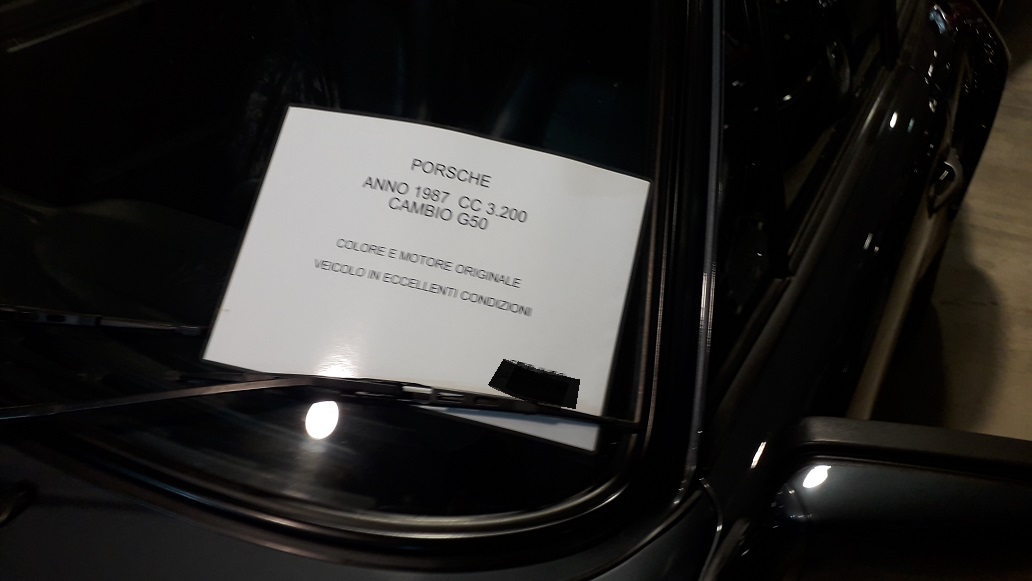 PORSCHE
ANNO 1987 CC 3.200
CAMBIO G50
COLORE E MOTORE ORIGINALE
VEICOLO IN ECCELLENTI CONDIZIONI